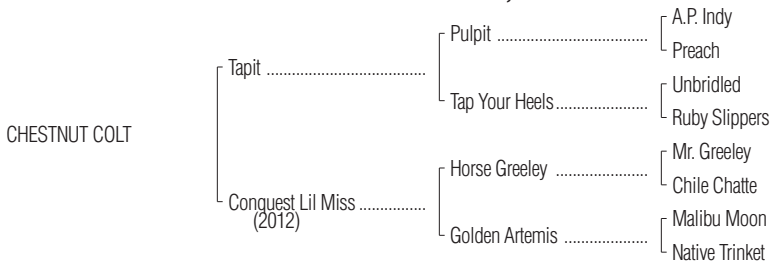 A.P. Indy
Pulpit ......................................
Preach
Tapit ........................................
Unbridled
Tap Your Heels.......................
Ruby Slippers
CHESTNUT COLT
Mr. Greeley
Horse Greeley .......................
Chile Chatte
Conquest Lil Miss .................
(2012)
Malibu Moon
Golden Artemis .....................
Native Trinket